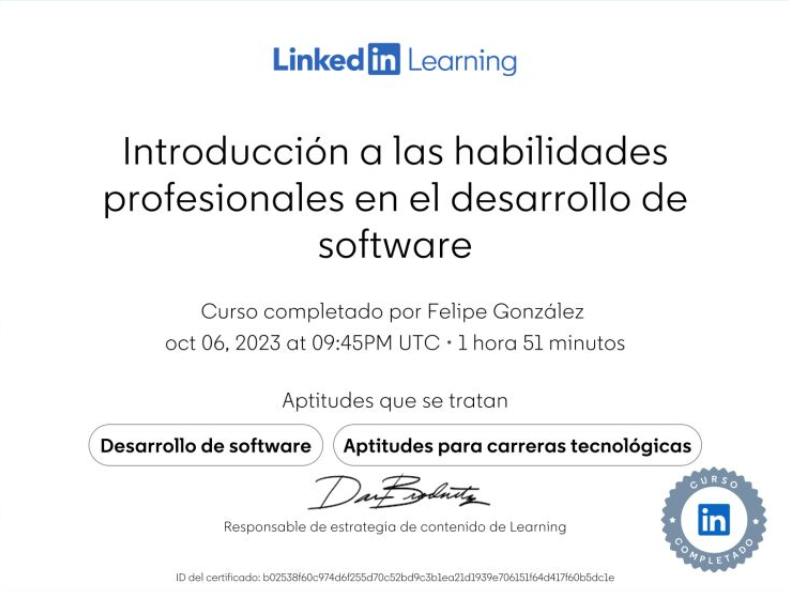 Linked in Learning
Introducción a las habilidades
profesionales en el desarrollo de
software
Curso completado por Felipe González
oct 06, 2023 at 09:45PM UTC • 1 hora 51 minutos
Aptitudes que se tratan
Desarrollo de software
Aptitudes para carreras tecnológicas
Responsable de estrategia de contenido de Learning
CURSO
in
COMPLETADO
ID del certificado: b02538f60c974d6f255d70c52bd9c3b1ea21d1939e706151f64d417f60b5dc1e